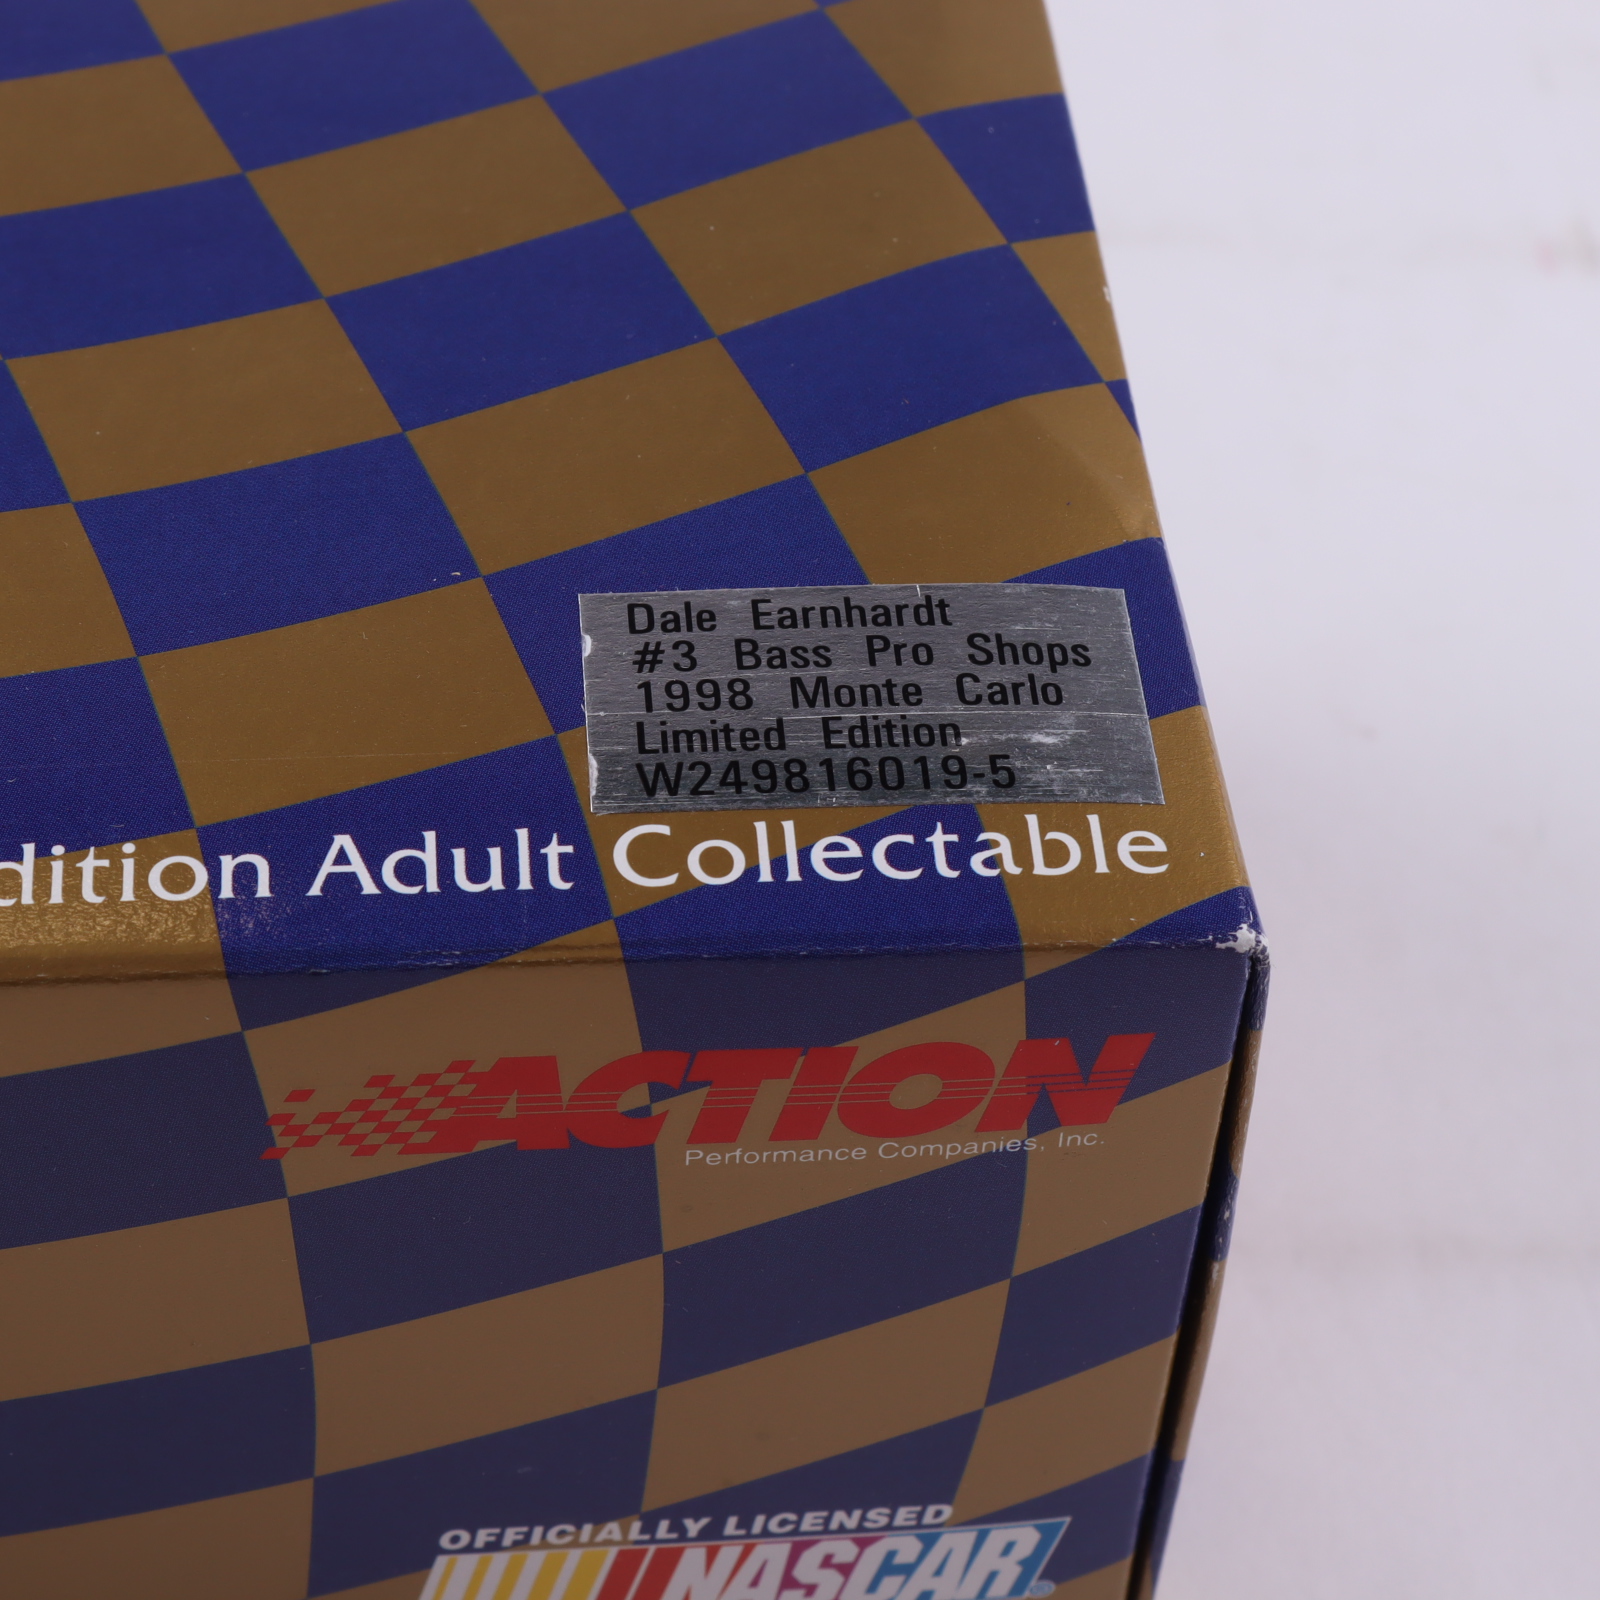 Dale Earnhardt
#3 Bass Pro Shops
1998 Monte Carlo
Limited Edition
W249816019-5
dition Adult Collectable
ACTION
Performance Companies, Inc.
OFFICIALLY LICENSED
NASCAR